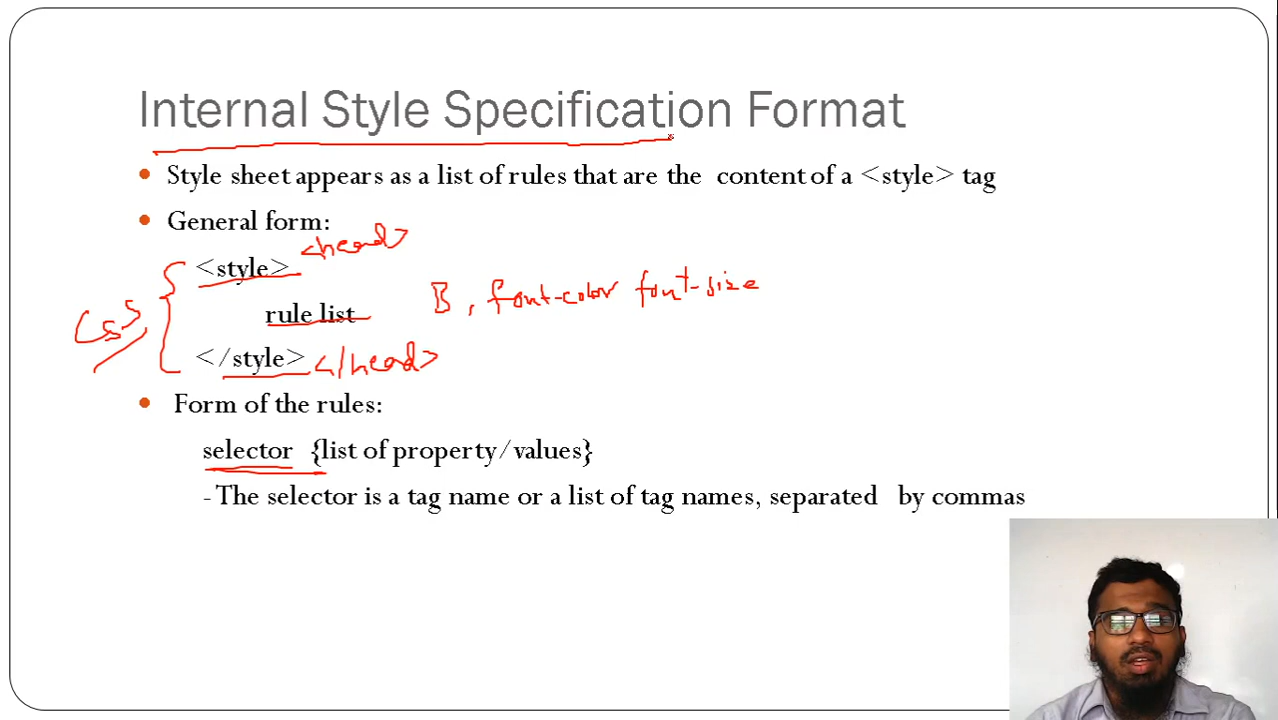 Internal Style Specification Format
Style sheet appears as a list of rules that are the content of a <style> tag
General form:
<head>
<style>
CSS
rule list
B, font-color font-size
</style> </head>
Form of the rules:
selector {list of property/values}
- The selector is a tag name or a list of tag names, separated by commas